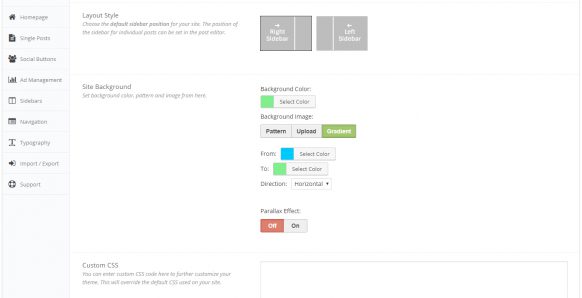 Homepage
Single Posts
Social Buttons
Ad Management
Sidebars
Navigation
Typography
Import / Export
Support
Layout Style
Choose the default sidebar position for your site. The position of
the sidebar for individual posts can be set in the post editor.
Right
Sidebar
Left
Sidebar
Site Background
Set background color, pattern and image from here.
Background Color:
Select Color
Background Image:
Pattern Upload Gradient
From: Select Color
To: Select Color
Direction: Horizontal
Parallax Effect:
Off On
Custom CSS
You can enter custom CSS code here to further customize your
theme. This will override the default CSS used on your site.